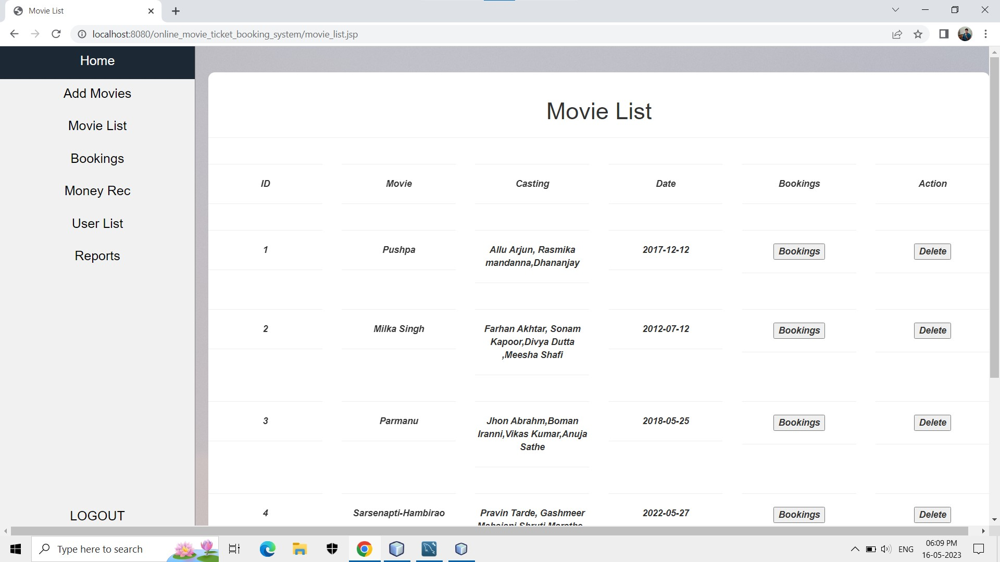 Movie List
localhost:8080/online_movie_ticket_booking_system/movie_list.jsp
Home
Add Movies
Movie List
Bookings
Money Rec
User List
Reports
LOGOUT
Movie List
ID Movie Casting Date Bookings Action
1 Pushpa Allu Arjun, Rasmika 2017-12-12 Bookings Delete
mandanna,Dhananjay
2 Milka Singh Farhan Akhtar, Sonam 2012-07-12 Bookings Delete
Kapoor,Divya Dutta
,Meesha Shafi
3 Parmanu Jhon Abrahm,Boman 2018-05-25 Bookings Delete
Iranni,Vikas Kumar,Anuja
Sathe
4 Sarsenapti-Hambirao Pravin Tarde, Gashmeer 2022-05-27 Bookings Delete
Type here to search
ENG
06:09 PM
16-05-2023